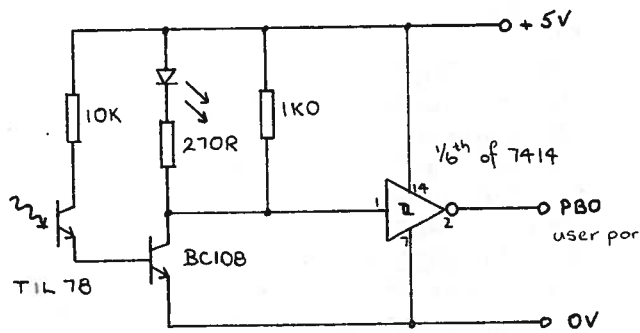 + 5V
10K
270R
1K0
1/6th of 7414
14
1
2
7
PB0
user por
TIL 78
BC108
0V